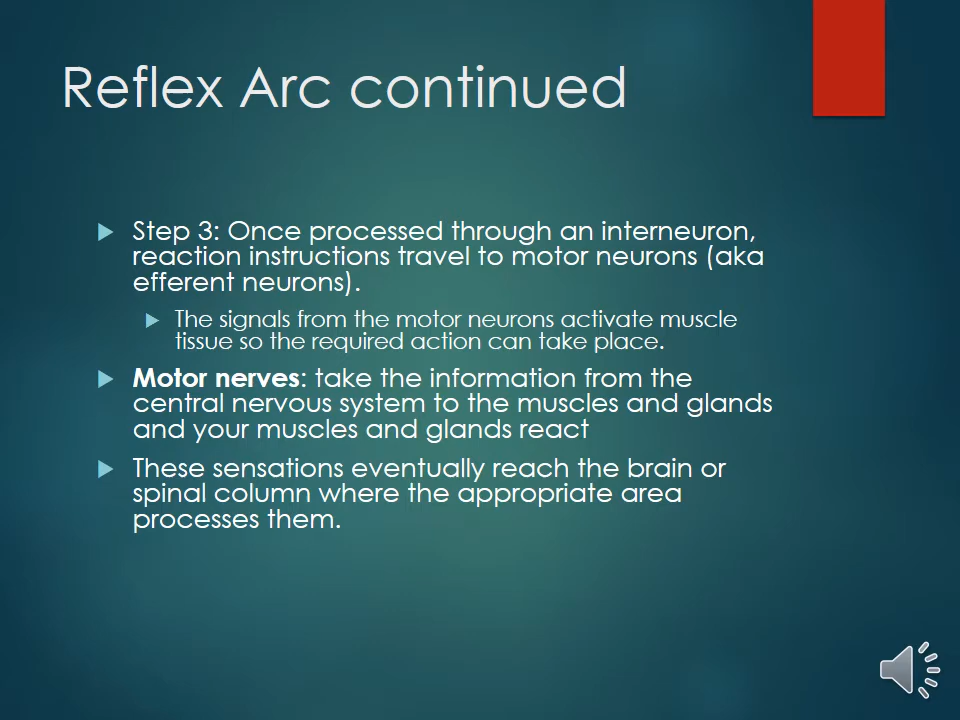 Reflex Arc continued
Step 3: Once processed through an interneuron,
reaction instructions travel to motor neurons (aka
efferent neurons).
The signals from the motor neurons activate muscle
tissue so the required action can take place.
Motor nerves: take the information from the
central nervous system to the muscles and glands
and your muscles and glands react
These sensations eventually reach the brain or
spinal column where the appropriate area
processes them.